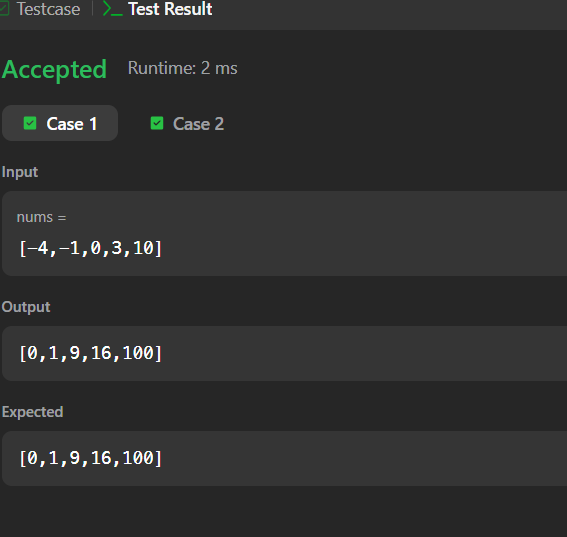 Testcase >_ Test Result
Accepted Runtime: 2 ms
Case 1 Case 2
Input
nums =
[-4,-1,0,3,10]
Output
[0,1,9,16,100]
Expected
[0,1,9,16,100]